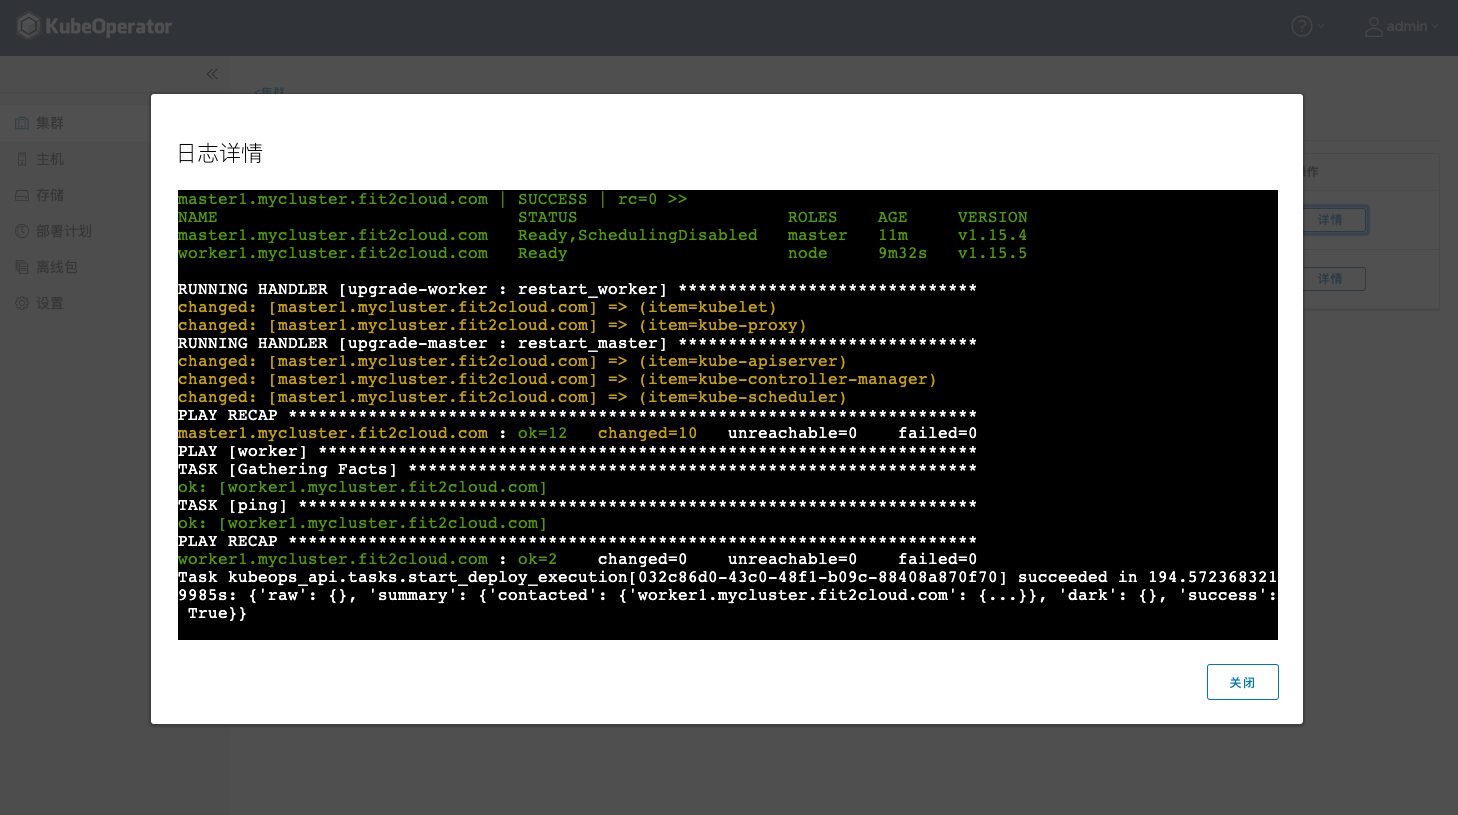 KubeOperator
admin
集群
集群
主机
存储
部署计划
离线包
设置
作
详情
详情
日志详情
master1.mycluster.fit2cloud.com | SUCCESS | rc=0 >>
NAME STATUS ROLES AGE VERSION
master1.mycluster.fit2cloud.com Ready,SchedulingDisabled master 11m v1.15.4
worker1.mycluster.fit2cloud.com Ready node 9m32s v1.15.5
RUNNING HANDLER [upgrade-worker : restart_worker] ******************************
changed: [master1.mycluster.fit2cloud.com] => (item=kubelet)
changed: [master1.mycluster.fit2cloud.com] => (item=kube-proxy)
RUNNING HANDLER [upgrade-master : restart_master] ******************************
changed: [master1.mycluster.fit2cloud.com] => (item=kube-apiserver)
changed: [master1.mycluster.fit2cloud.com] => (item=kube-controller-manager)
changed: [master1.mycluster.fit2cloud.com] => (item=kube-scheduler)
PLAY RECAP *********************************************************************
master1.mycluster.fit2cloud.com : ok=12 changed=10 unreachable=0 failed=0
PLAY [worker] ******************************************************************
TASK [Gathering Facts] *********************************************************
ok: [worker1.mycluster.fit2cloud.com]
TASK [ping] ********************************************************************
ok: [worker1.mycluster.fit2cloud.com]
PLAY RECAP *********************************************************************
worker1.mycluster.fit2cloud.com : ok=2 changed=0 unreachable=0 failed=0
Task kubeops_api.tasks.start_deploy_execution[032c86d0-43c0-48f1-b09c-88408a870f70] succeeded in 194.572368321
9985s: {'raw': {}, 'summary': {'contacted': {'worker1.mycluster.fit2cloud.com': {...}}, 'dark': {}, 'success':
True}}
关闭